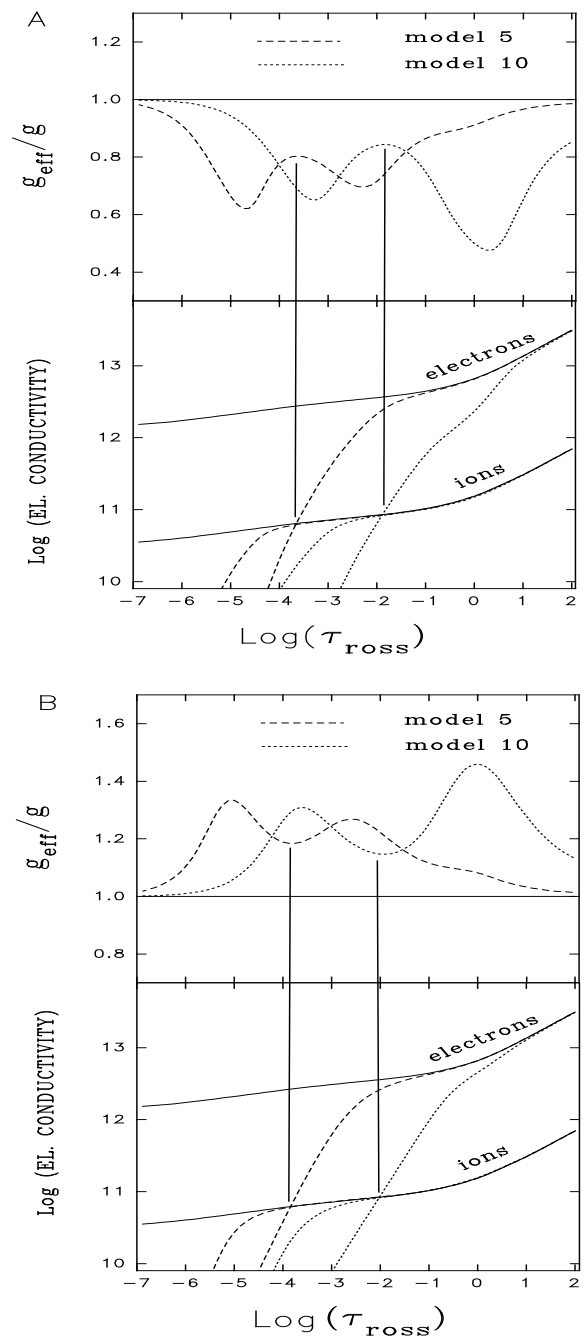 A
model 5
model 10
g_eff/g
1.2
1.0
0.8
0.6
0.4
electrons
ions
Log (EL. CONDUCTIVITY)
13
12
11
10
−7 −6 −5 −4 −3 −2 −1 0 1 2
Log(τ_ross)
B
model 5
model 10
g_eff/g
1.6
1.4
1.2
1.0
0.8
electrons
ions
Log (EL. CONDUCTIVITY)
13
12
11
10
−7 −6 −5 −4 −3 −2 −1 0 1 2
Log(τ_ross)